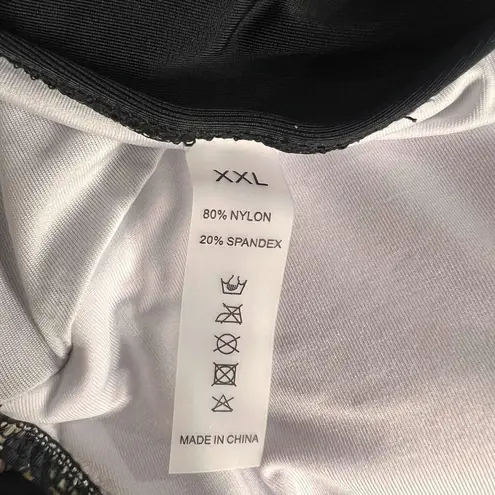 XXL
80% NYLON
20% SPANDEX
MADE IN CHINA